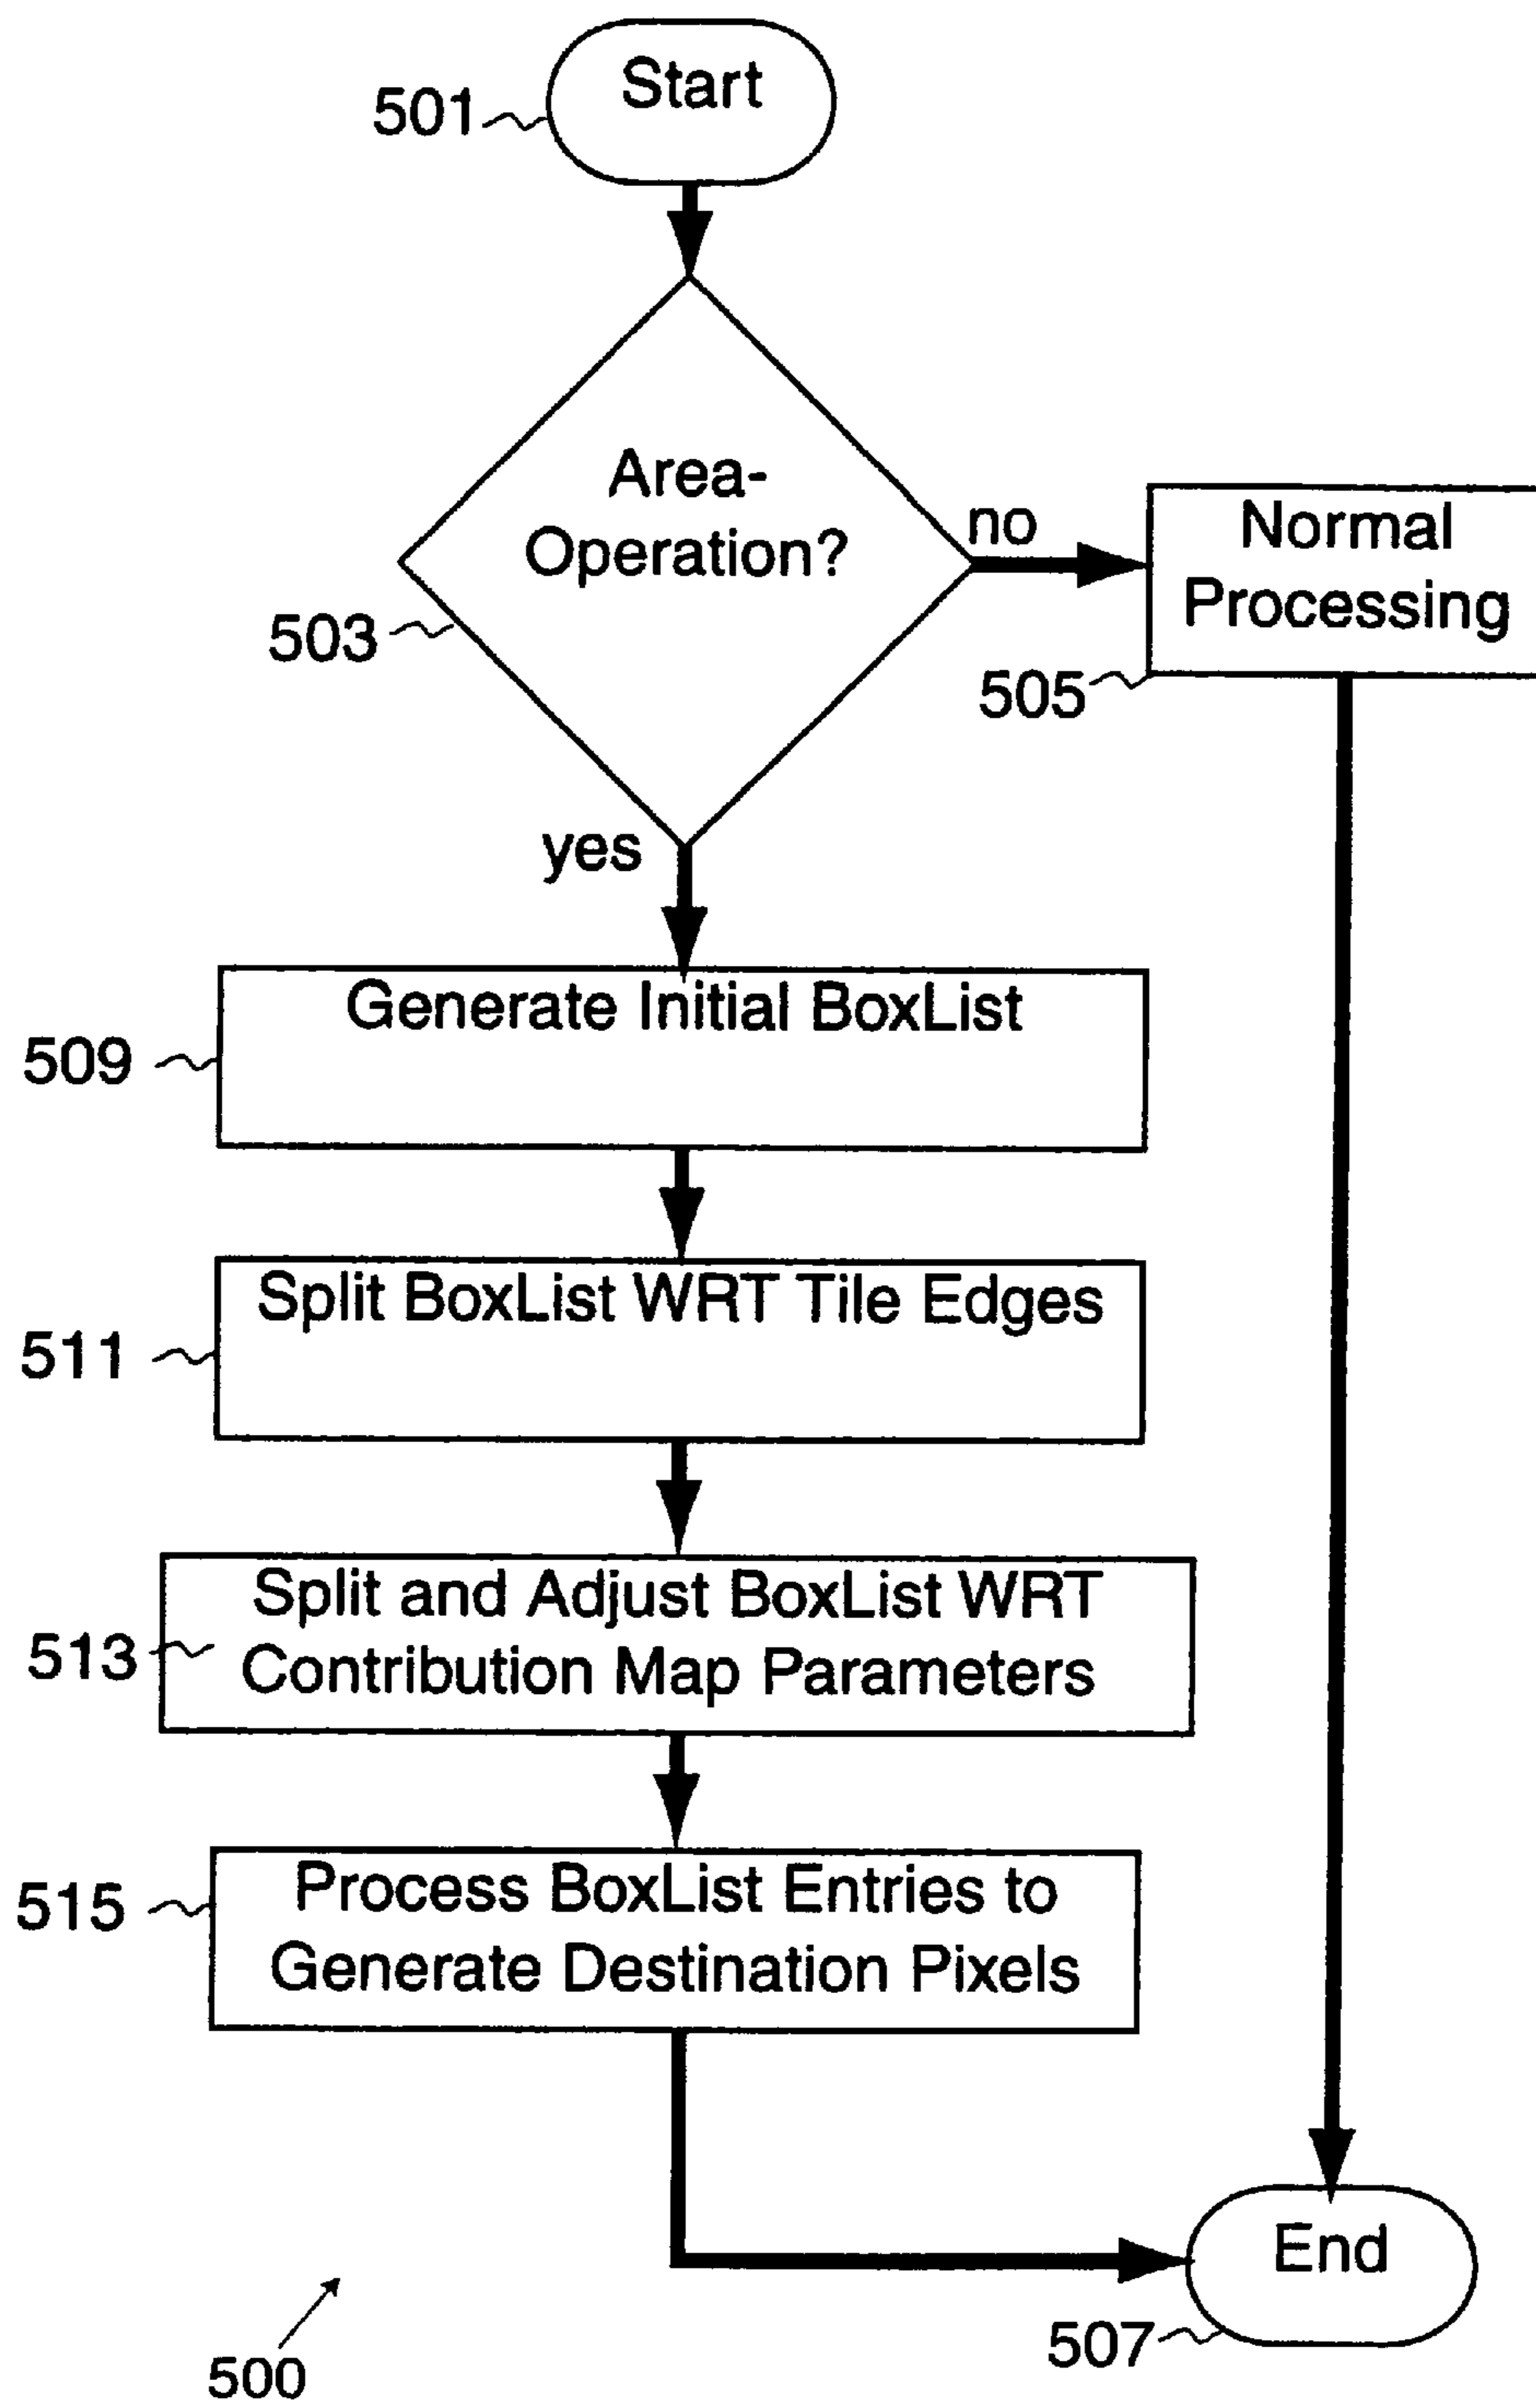 Start
501
Area-
Operation?
503
no
Normal
Processing
505
yes
Generate Initial BoxList
509
Split BoxList WRT Tile Edges
511
Split and Adjust BoxList WRT
Contribution Map Parameters
513
Process BoxList Entries to
Generate Destination Pixels
515
End
507
500